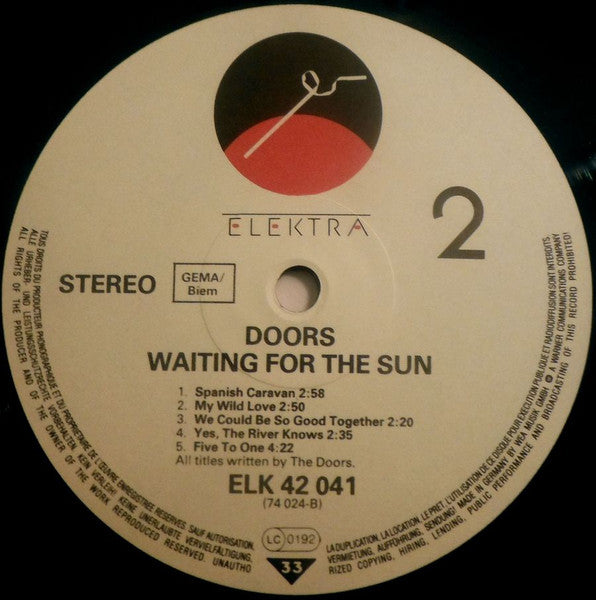 ELEKTRA
2
STEREO
GEMA/
Biem
DOORS
WAITING FOR THE SUN
1. Spanish Caravan 2:58
2. My Wild Love 2:50
3. We Could Be So Good Together 2:20
4. Yes, The River Knows 2:35
5. Five To One 4:22
All titles written by The Doors.
ELK 42 041
(74 024-B)
LC 0192
33
TOUS DROITS DU PRODUCTEUR PHONOGRAPHIQUE ET DU PROPRIETAIRE DE L'ŒUVRE ENREGISTREE RESERVES. SAUF AUTORISATION, LA DUPLICATION, LA LOCATION, LE PRET, L'UTILISATION DE CE DISQUE POUR EXECUTION PUBLIQUE ET RADIODIFFUSION SONT INTERDITS
ALLE URHEBER- UND LEISTUNGSSCHUTZRECHTE VORBEHALTEN. KEIN VERLEIH! KEINE UNERLAUBTE VERVIELFÄLTIGUNG, VERMIETUNG, AUFFÜHRUNG, SENDUNG! MADE IN GERMANY BY WEA MUSIK GMBH ℗ A WARNER COMMUNICATIONS COMPANY
ALL RIGHTS OF THE PRODUCER AND OF THE OWNER OF THE WORK REPRODUCED RESERVED. UNAUTHORIZED COPYING, HIRING, LENDING, PUBLIC PERFORMANCE AND BROADCASTING OF THIS RECORD PROHIBITED!